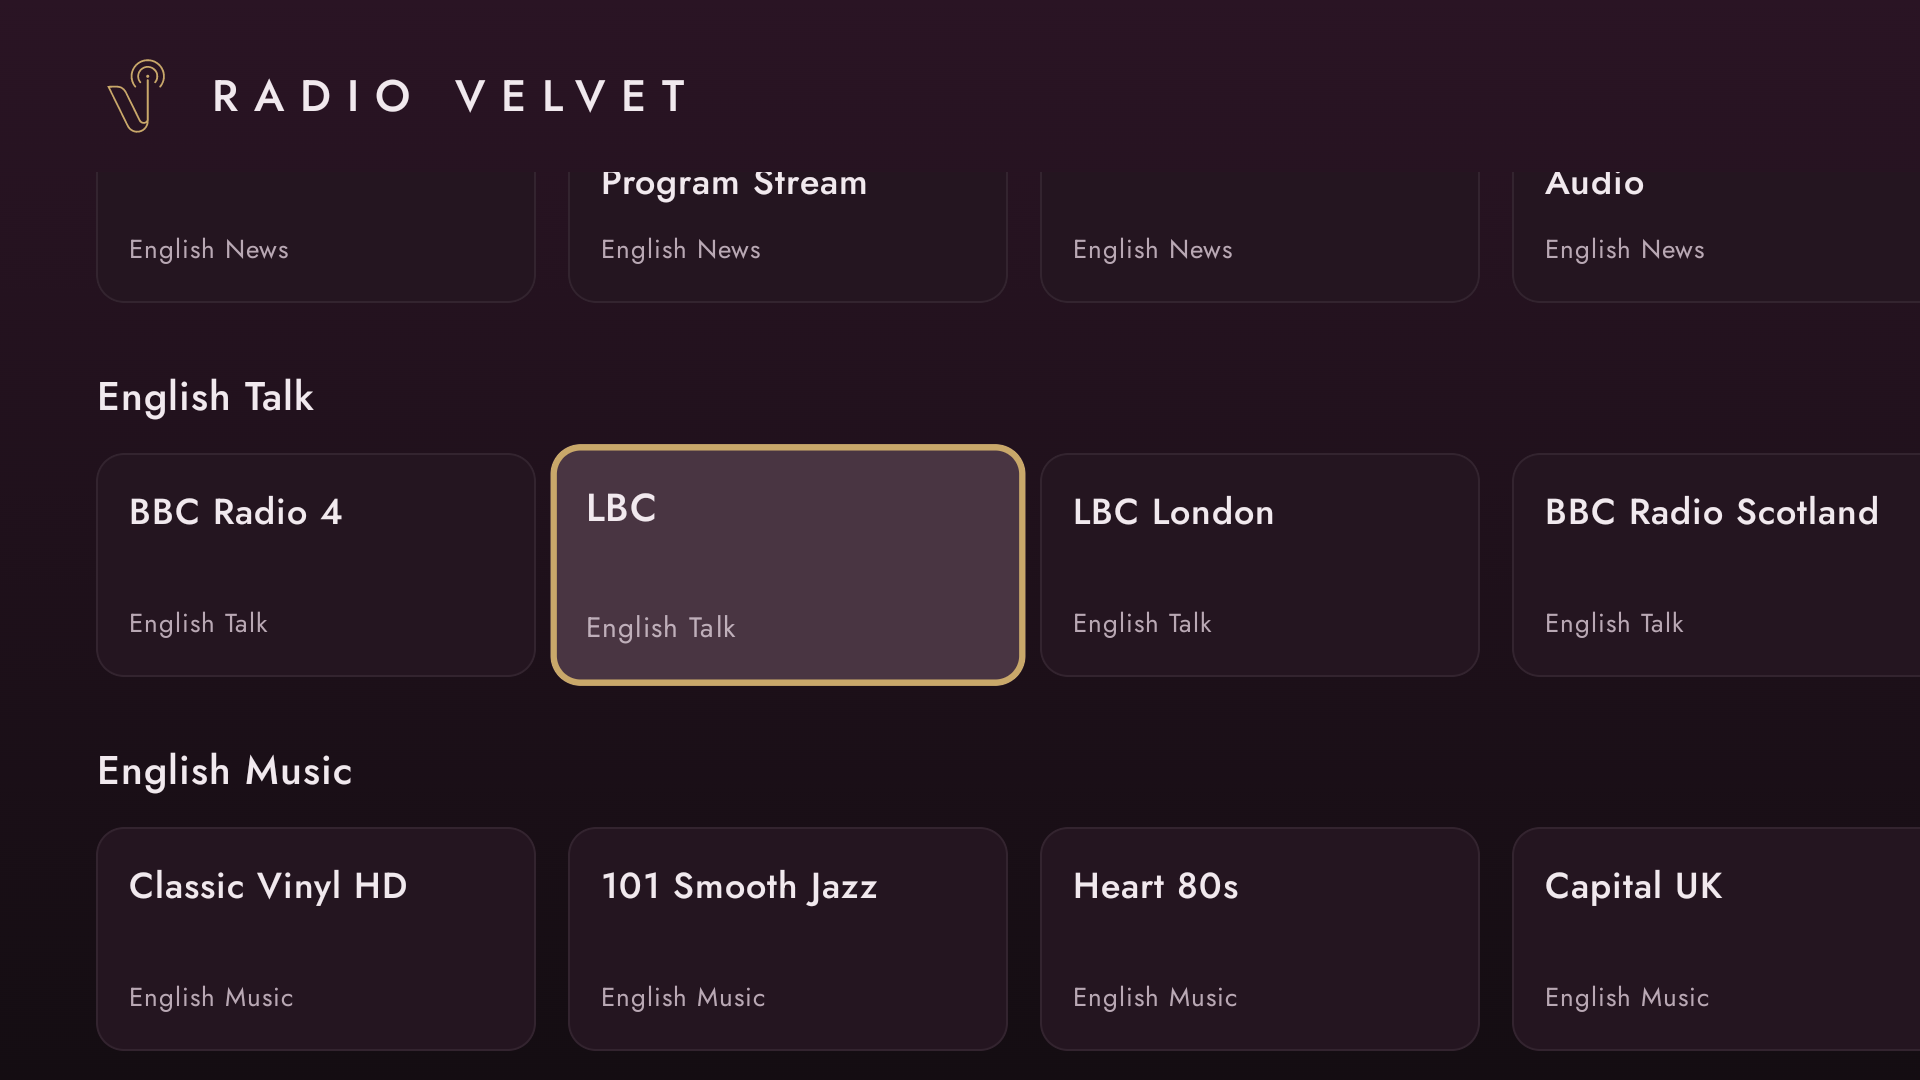 RADIO VELVET
Program Stream
Audio
English News
English News
English News
English News
English Talk
BBC Radio 4
LBC
LBC London
BBC Radio Scotland
English Talk
English Talk
English Talk
English Talk
English Music
Classic Vinyl HD
101 Smooth Jazz
Heart 80s
Capital UK
English Music
English Music
English Music
English Music